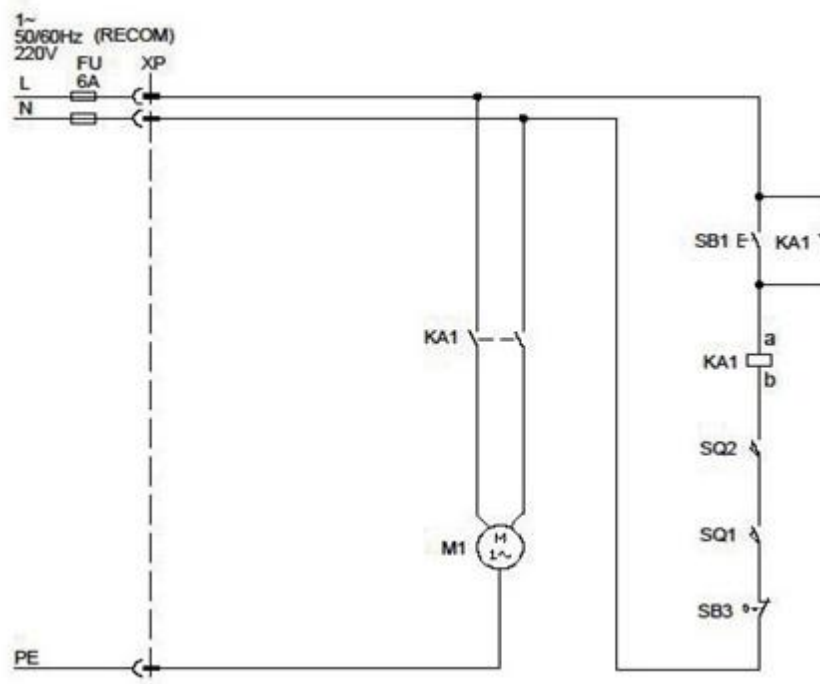 1~
50/60Hz (RECOM)
220V
FU XP
6A
L
N
SB1 KA1
KA1
a
KA1
b
SQ2
SQ1
M1
M
1~
SB3
PE